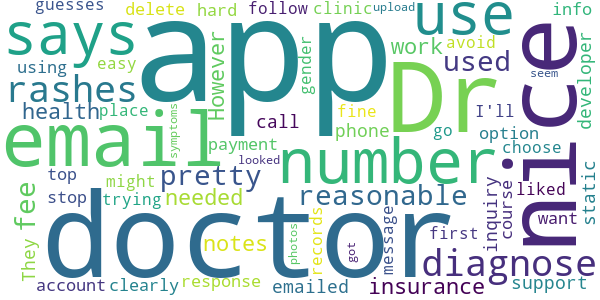 guesses delete hard follow clinic upload info
says app use nice
However gender work avoid
using easy used developer
rashes Dr
health place call phone fine I'll go option seem
email symptoms number choose
payment looked
top might pretty reasonable static
stop trying needed liked want
They fee notes photos records got message first inquiry course
doctor diagnose
account clearly response emailed insurance support